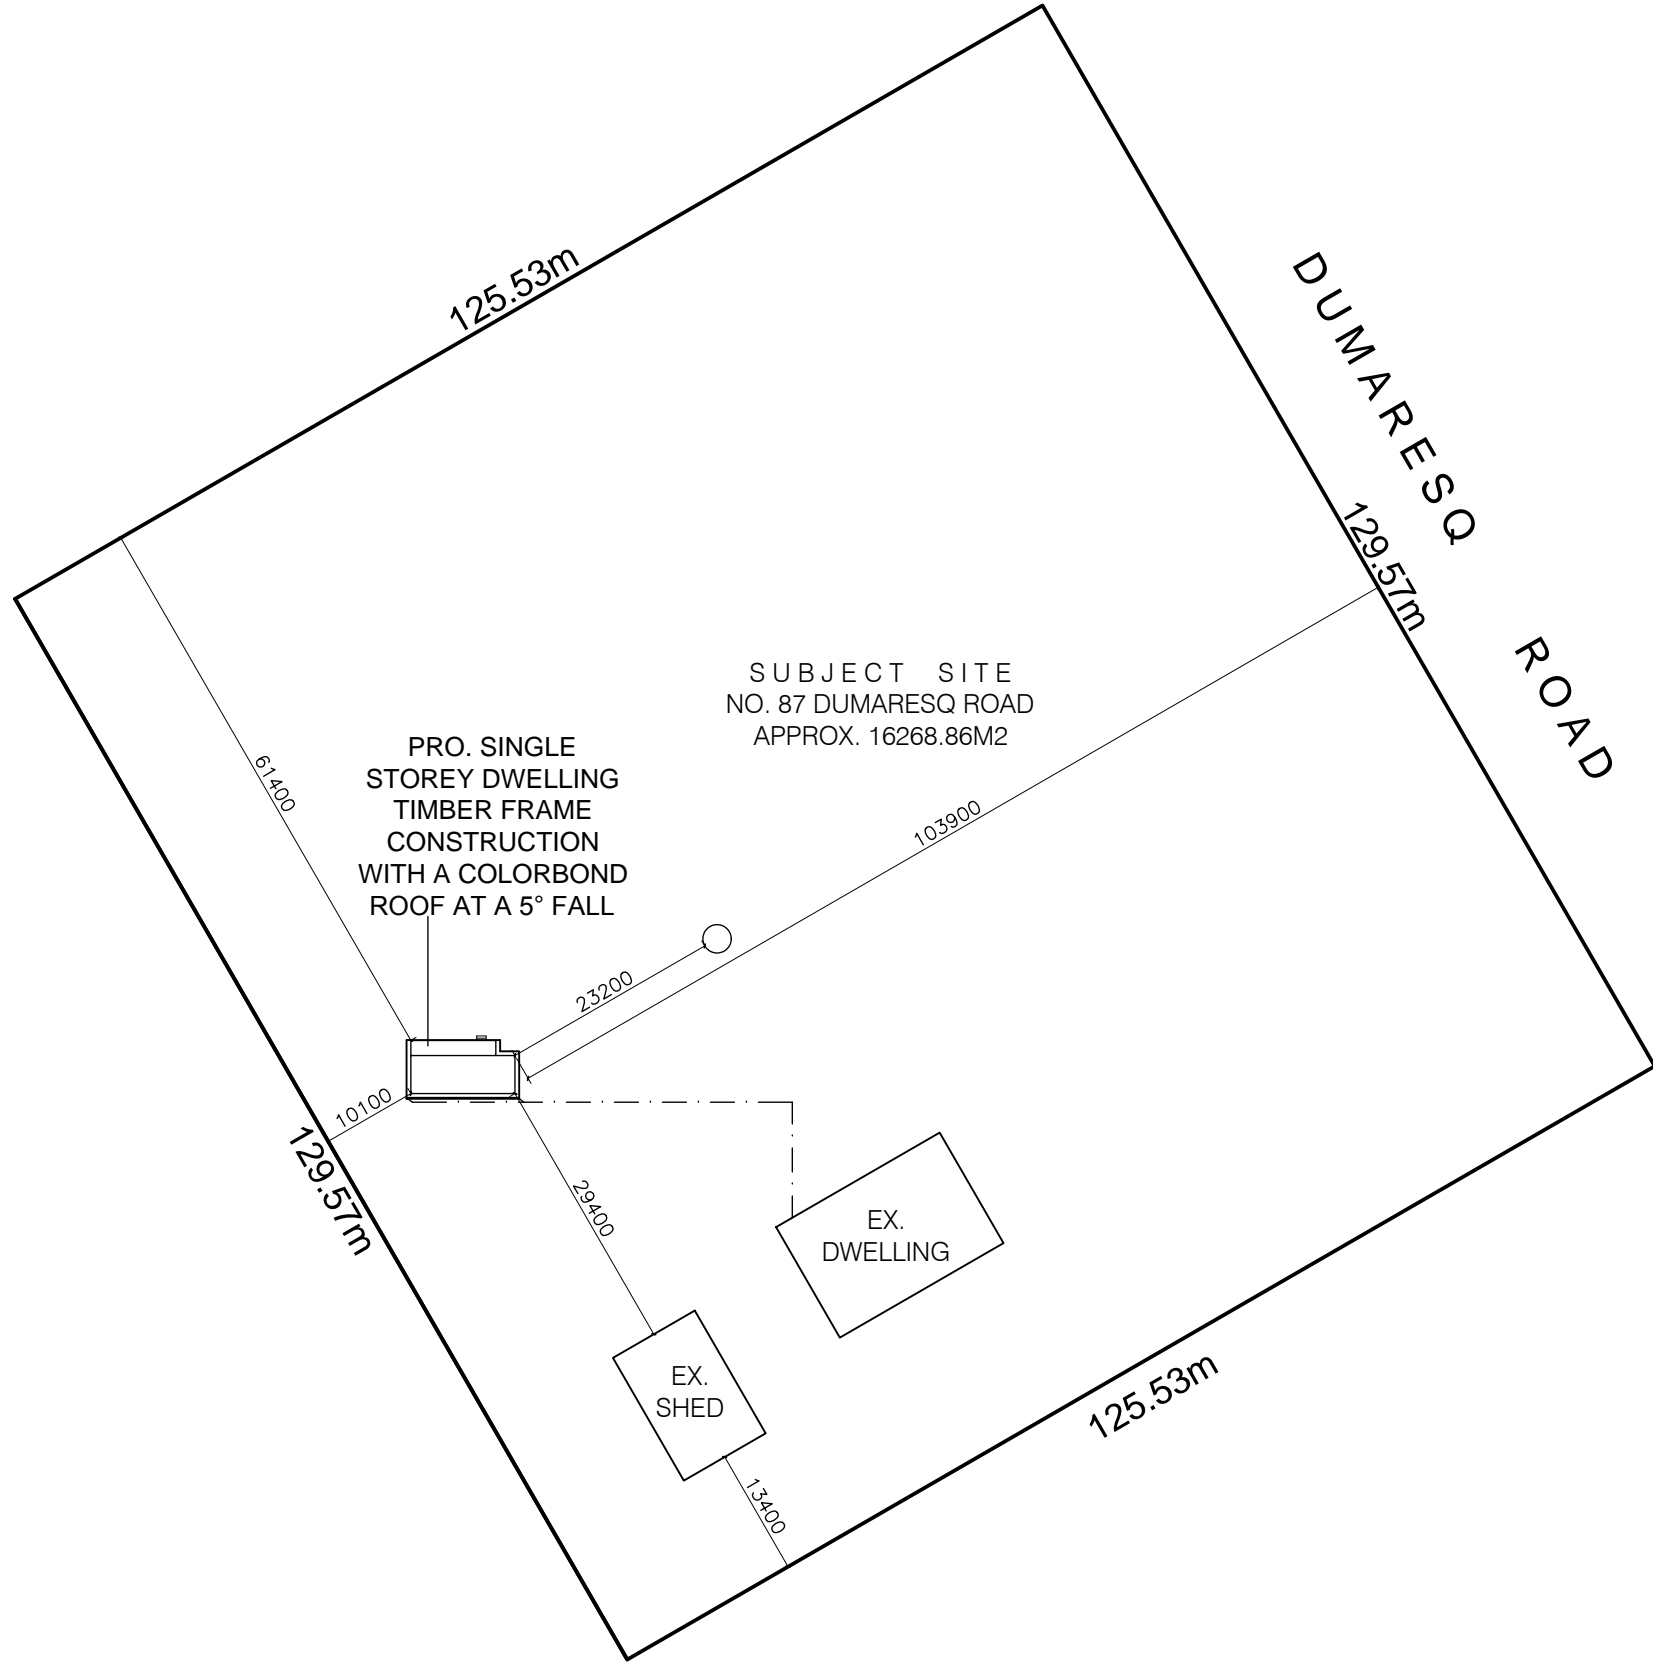 125.53m
DUMARESQ ROAD
129.57m
SUBJECT SITE
NO. 87 DUMARESQ ROAD
APPROX. 16268.86M2
PRO. SINGLE
STOREY DWELLING
TIMBER FRAME
CONSTRUCTION
WITH A COLORBOND
ROOF AT A 5° FALL
61400
103900
23200
10100
129.57m
29400
EX.
DWELLING
EX.
SHED
125.53m
13400